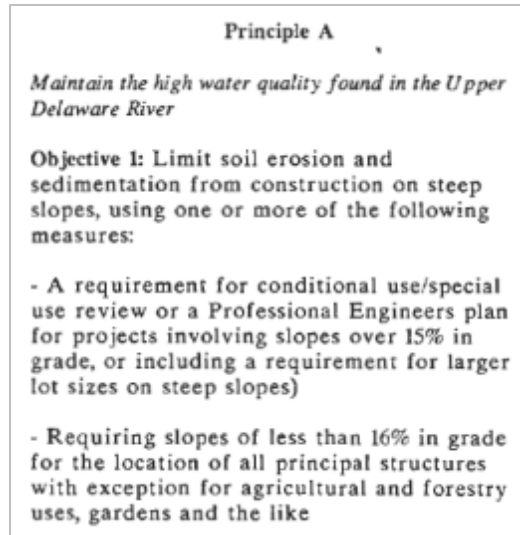 Principle A
Maintain the high water quality found in the Upper
Delaware River
Objective 1: Limit soil erosion and
sedimentation from construction on steep
slopes, using one or more of the following
measures:
- A requirement for conditional use/special
use review or a Professional Engineers plan
for projects involving slopes over 15% in
grade, or including a requirement for larger
lot sizes on steep slopes)
- Requiring slopes of less than 16% in grade
for the location of all principal structures
with exception for agricultural and forestry
uses, gardens and the like